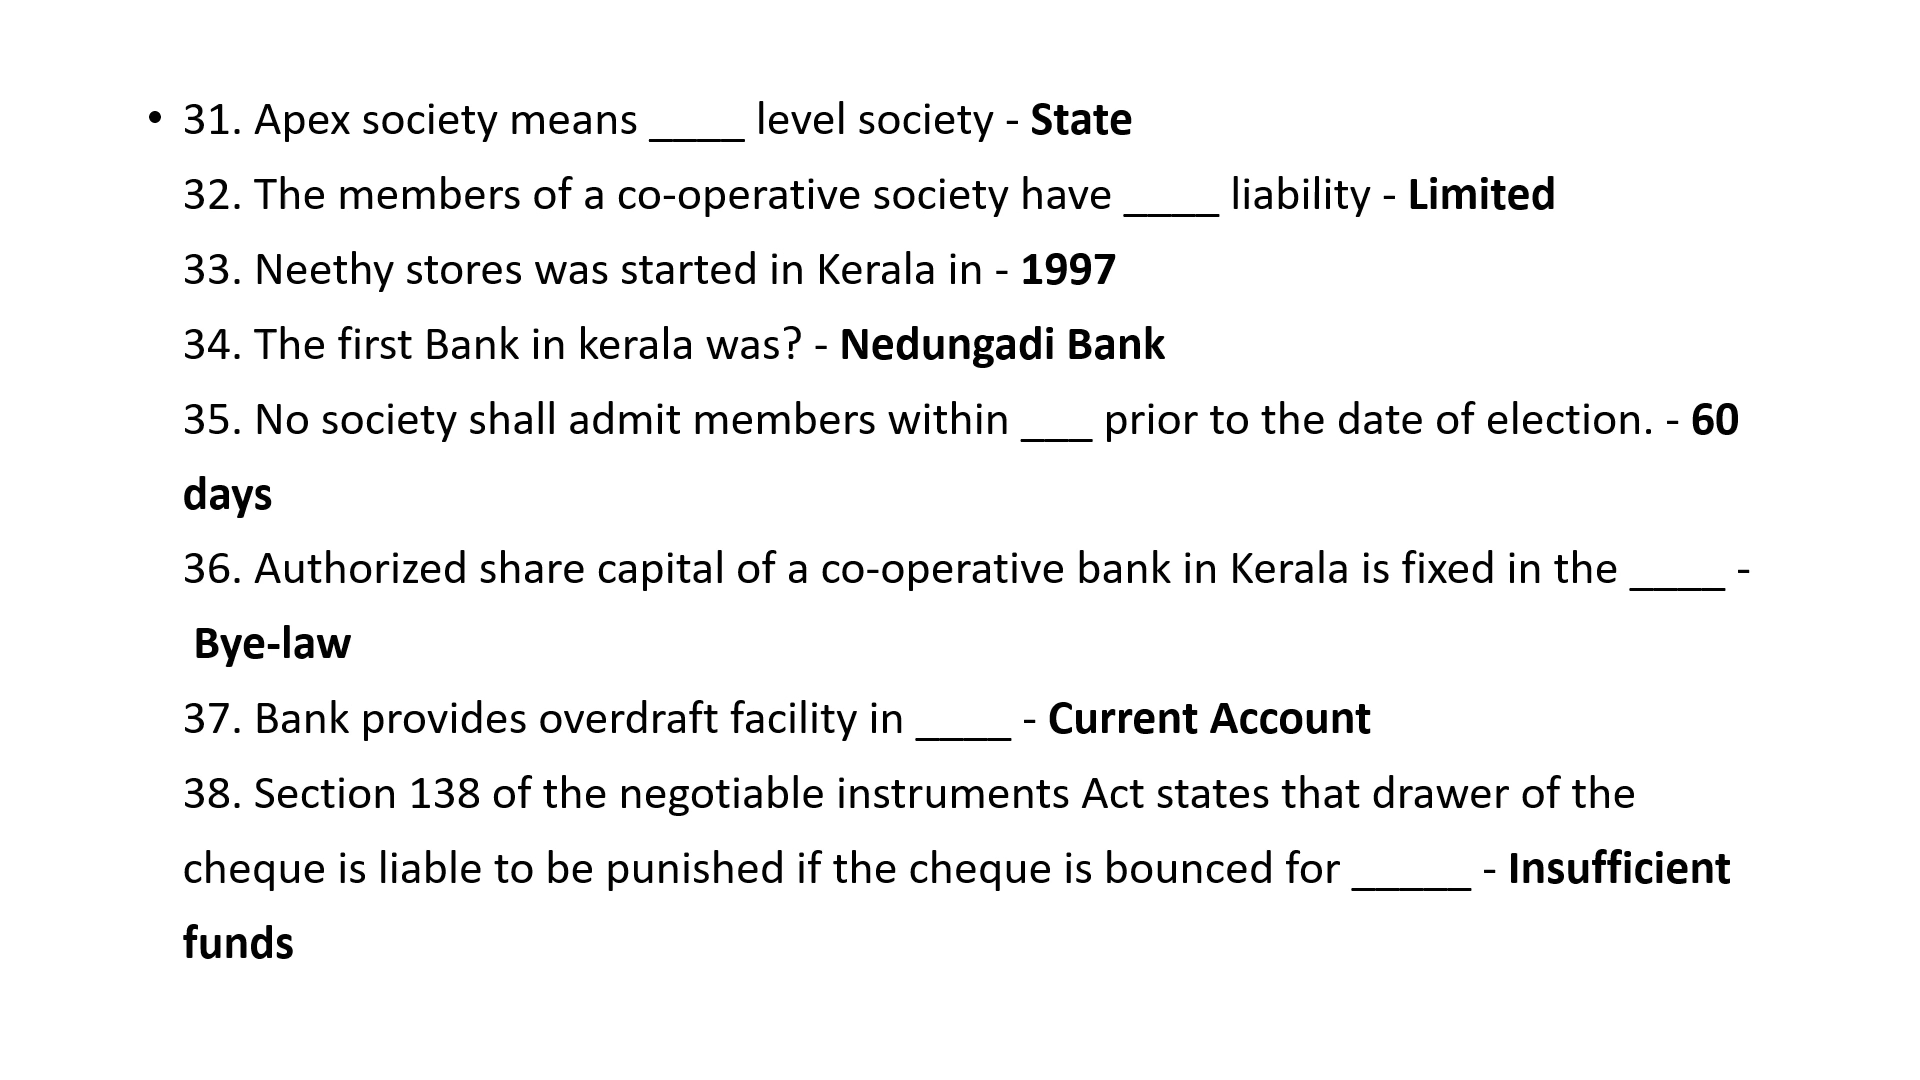 • 31. Apex society means ____ level society - State
32. The members of a co-operative society have ____ liability - Limited
33. Neethy stores was started in Kerala in - 1997
34. The first Bank in kerala was? - Nedungadi Bank
35. No society shall admit members within ___ prior to the date of election. - 60
days
36. Authorized share capital of a co-operative bank in Kerala is fixed in the ____ -
Bye-law
37. Bank provides overdraft facility in ____ - Current Account
38. Section 138 of the negotiable instruments Act states that drawer of the
cheque is liable to be punished if the cheque is bounced for _____ - Insufficient
funds